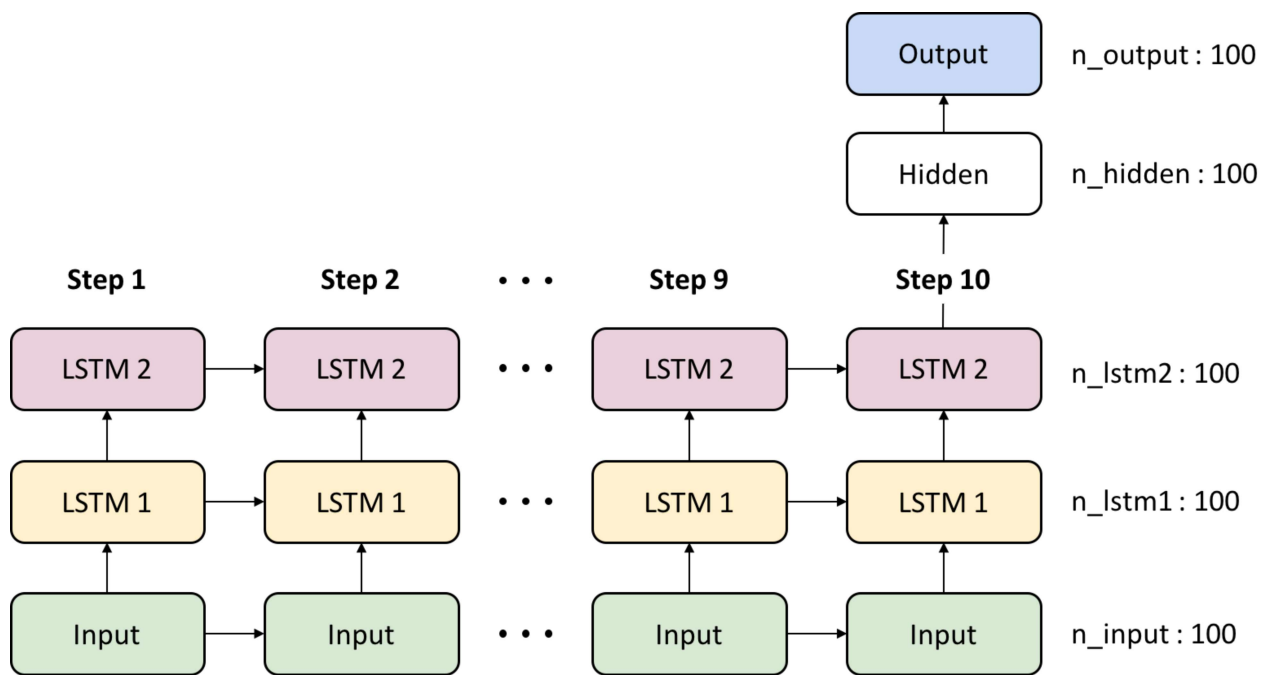 Output n_output : 100
Hidden n_hidden : 100
Step 1 Step 2 • • • Step 9 Step 10
LSTM 2 LSTM 2 • • • LSTM 2 LSTM 2 n_lstm2 : 100
LSTM 1 LSTM 1 • • • LSTM 1 LSTM 1 n_lstm1 : 100
Input Input • • • Input Input n_input : 100